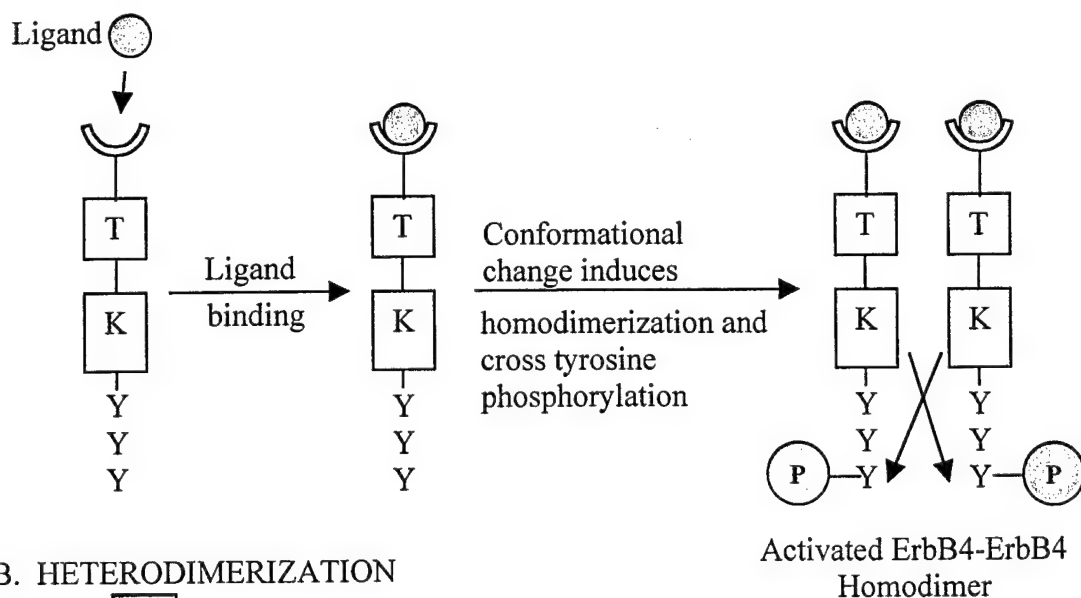 Ligand
T
K
Y
Y
Y
Ligand
binding
T
K
Y
Y
Y
Conformational
change induces
homodimerization and
cross tyrosine
phosphorylation
T
T
K
K
Y
Y
Y
Y
P
Y
Y
P
Activated ErbB4-ErbB4
Homodimer
B. HETERODIMERIZATION